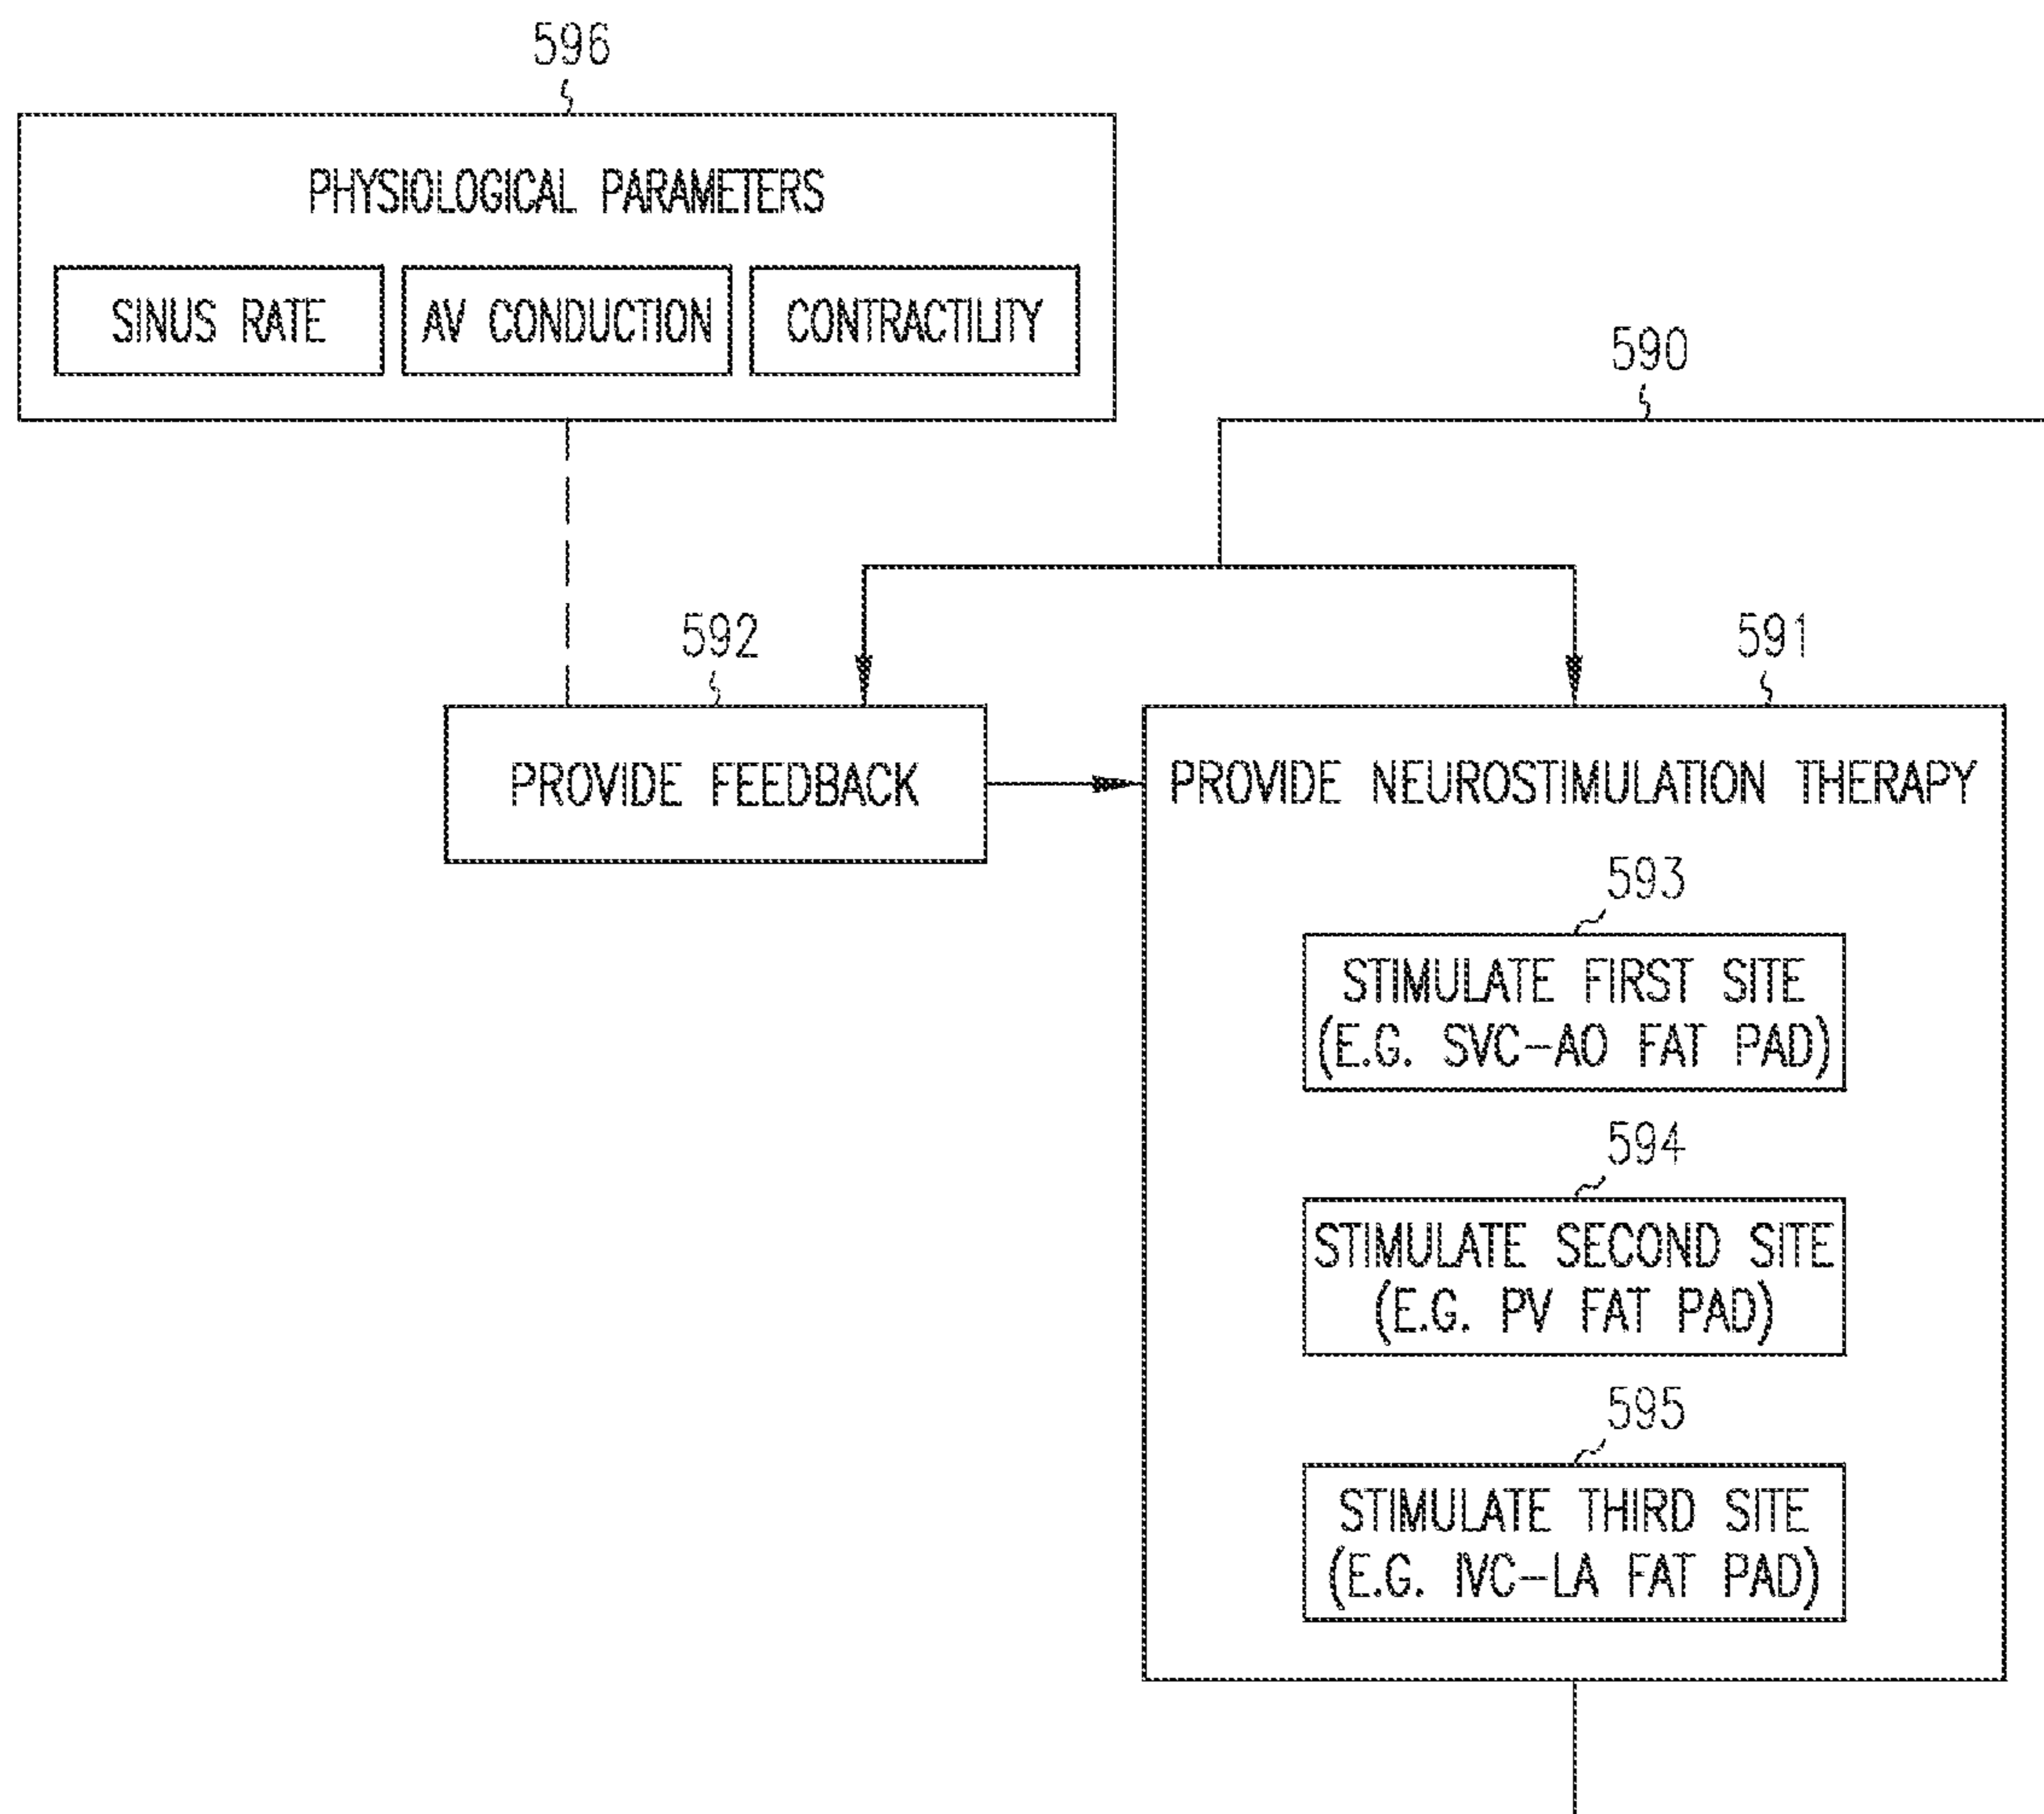 596
PHYSIOLOGICAL PARAMETERS
SINUS RATE
AV CONDUCTION
CONTRACTILITY
590
592
591
PROVIDE FEEDBACK
PROVIDE NEUROSTIMULATION THERAPY
593
STIMULATE FIRST SITE
(E.G. SVC-AO FAT PAD)
594
STIMULATE SECOND SITE
(E.G. PV FAT PAD)
595
STIMULATE THIRD SITE
(E.G. IVC-LA FAT PAD)